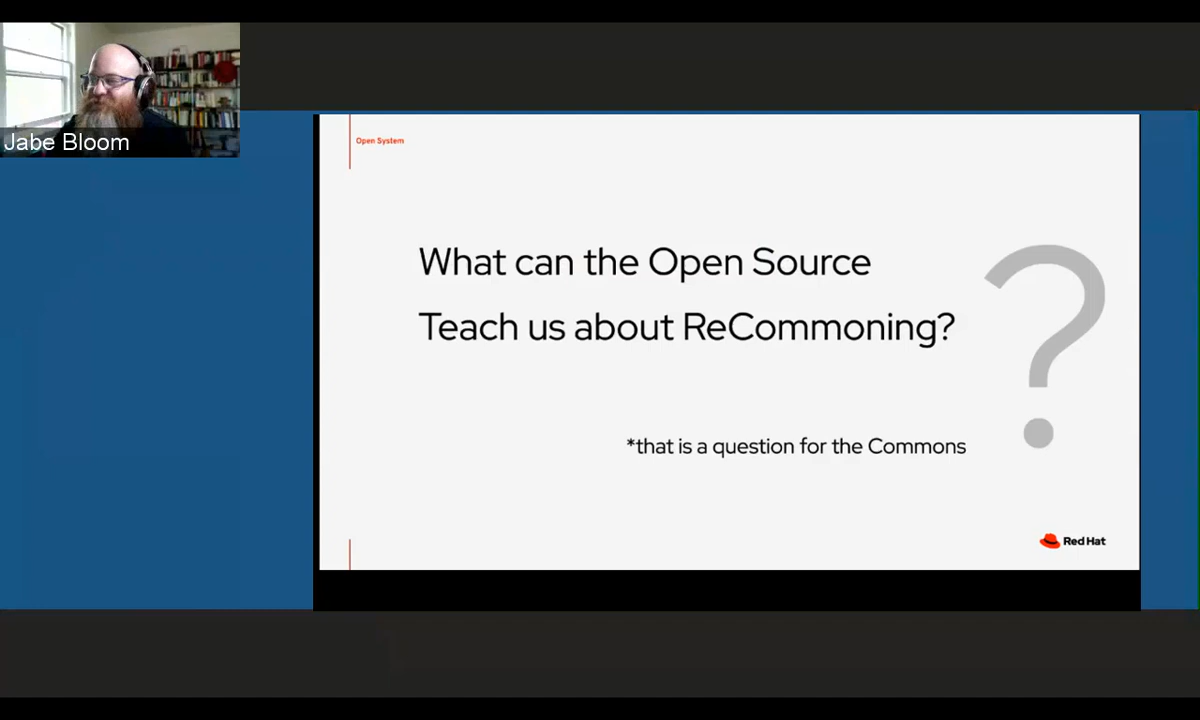 Jabe Bloom
Open System
What can the Open Source
Teach us about ReCommoning?
?
*that is a question for the Commons
Red Hat